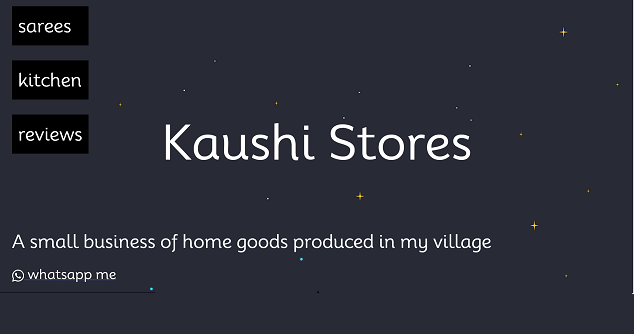 sarees
kitchen
reviews
Kaushi Stores
A small business of home goods produced in my village
whatsapp me